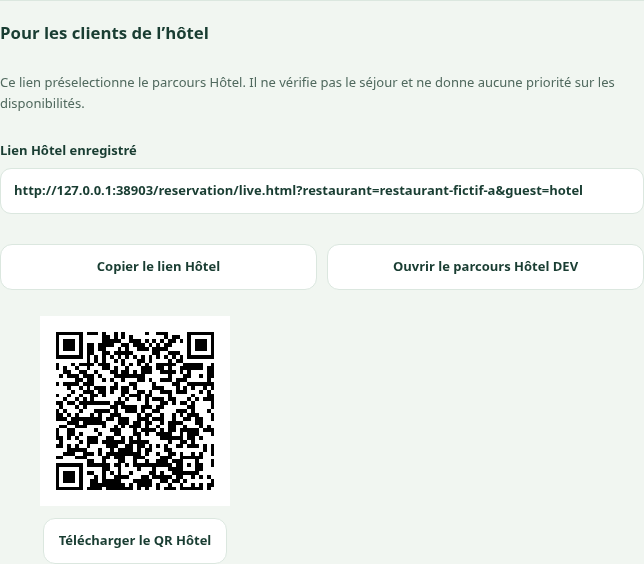 Pour les clients de l’hôtel
Ce lien préselectionne le parcours Hôtel. Il ne vérifie pas le séjour et ne donne aucune priorité sur les
disponibilités.
Lien Hôtel enregistré
http://127.0.0.1:38903/reservation/live.html?restaurant=restaurant-fictif-a&guest=hotel
Copier le lien Hôtel
Ouvrir le parcours Hôtel DEV
Télécharger le QR Hôtel